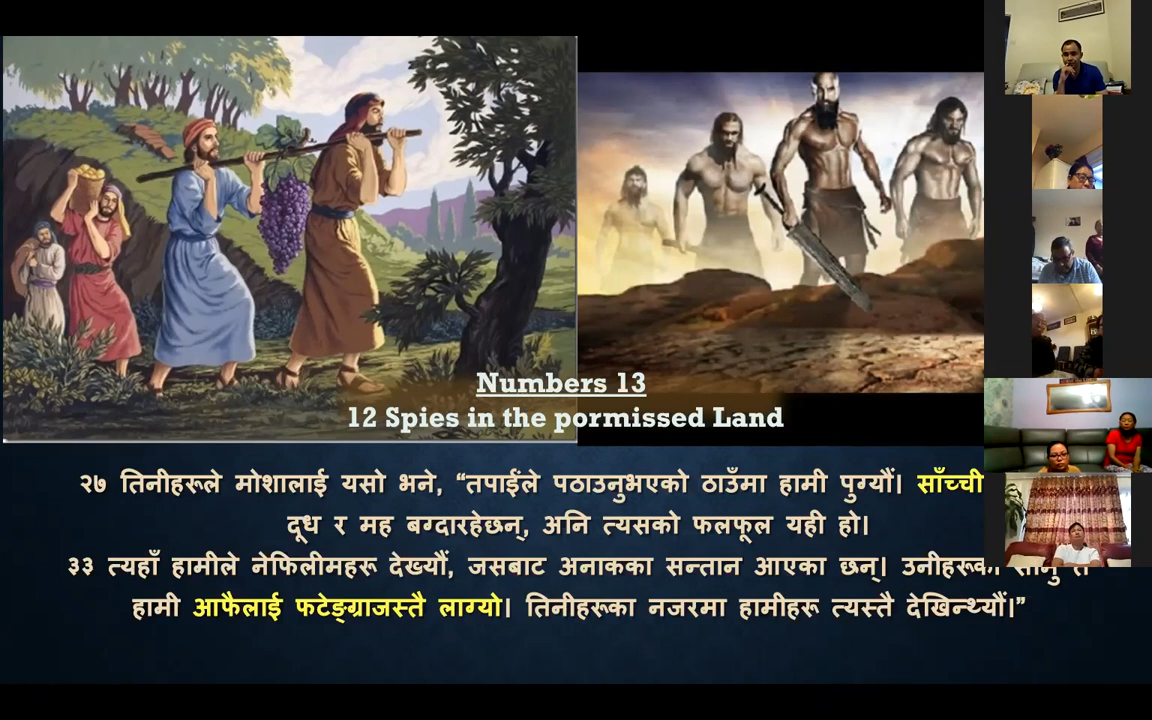 Numbers 13
12 Spies in the pormissed Land
२७ तिनीहरूले मोशालाई यसो भने, “तपाईंले पठाउनुभएको ठाउँमा हामी पुग्यौं। साँच्ची
दूध र मह बग्दारहेछन्, अनि त्यसको फलफूल यही हो।
३३ त्यहाँ हामीले नेफिलीमहरू देख्यौं, जसबाट अनाकका सन्तान आएका छन्। उनीहरूका
हामी आफैलाई फटेङ्ग्राजस्तै लाग्यो। तिनीहरूका नजरमा हामीहरू त्यस्तै देखिन्थ्यौं।”